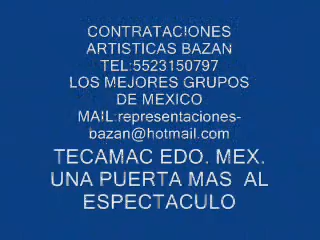 CONTRATACIONES
ARTISTICAS BAZAN
TEL:5523150797
LOS MEJORES GRUPOS
DE MEXICO
MAIL:representaciones-
bazan@hotmail.com
TECAMAC EDO. MEX.
UNA PUERTA MAS AL
ESPECTACULO